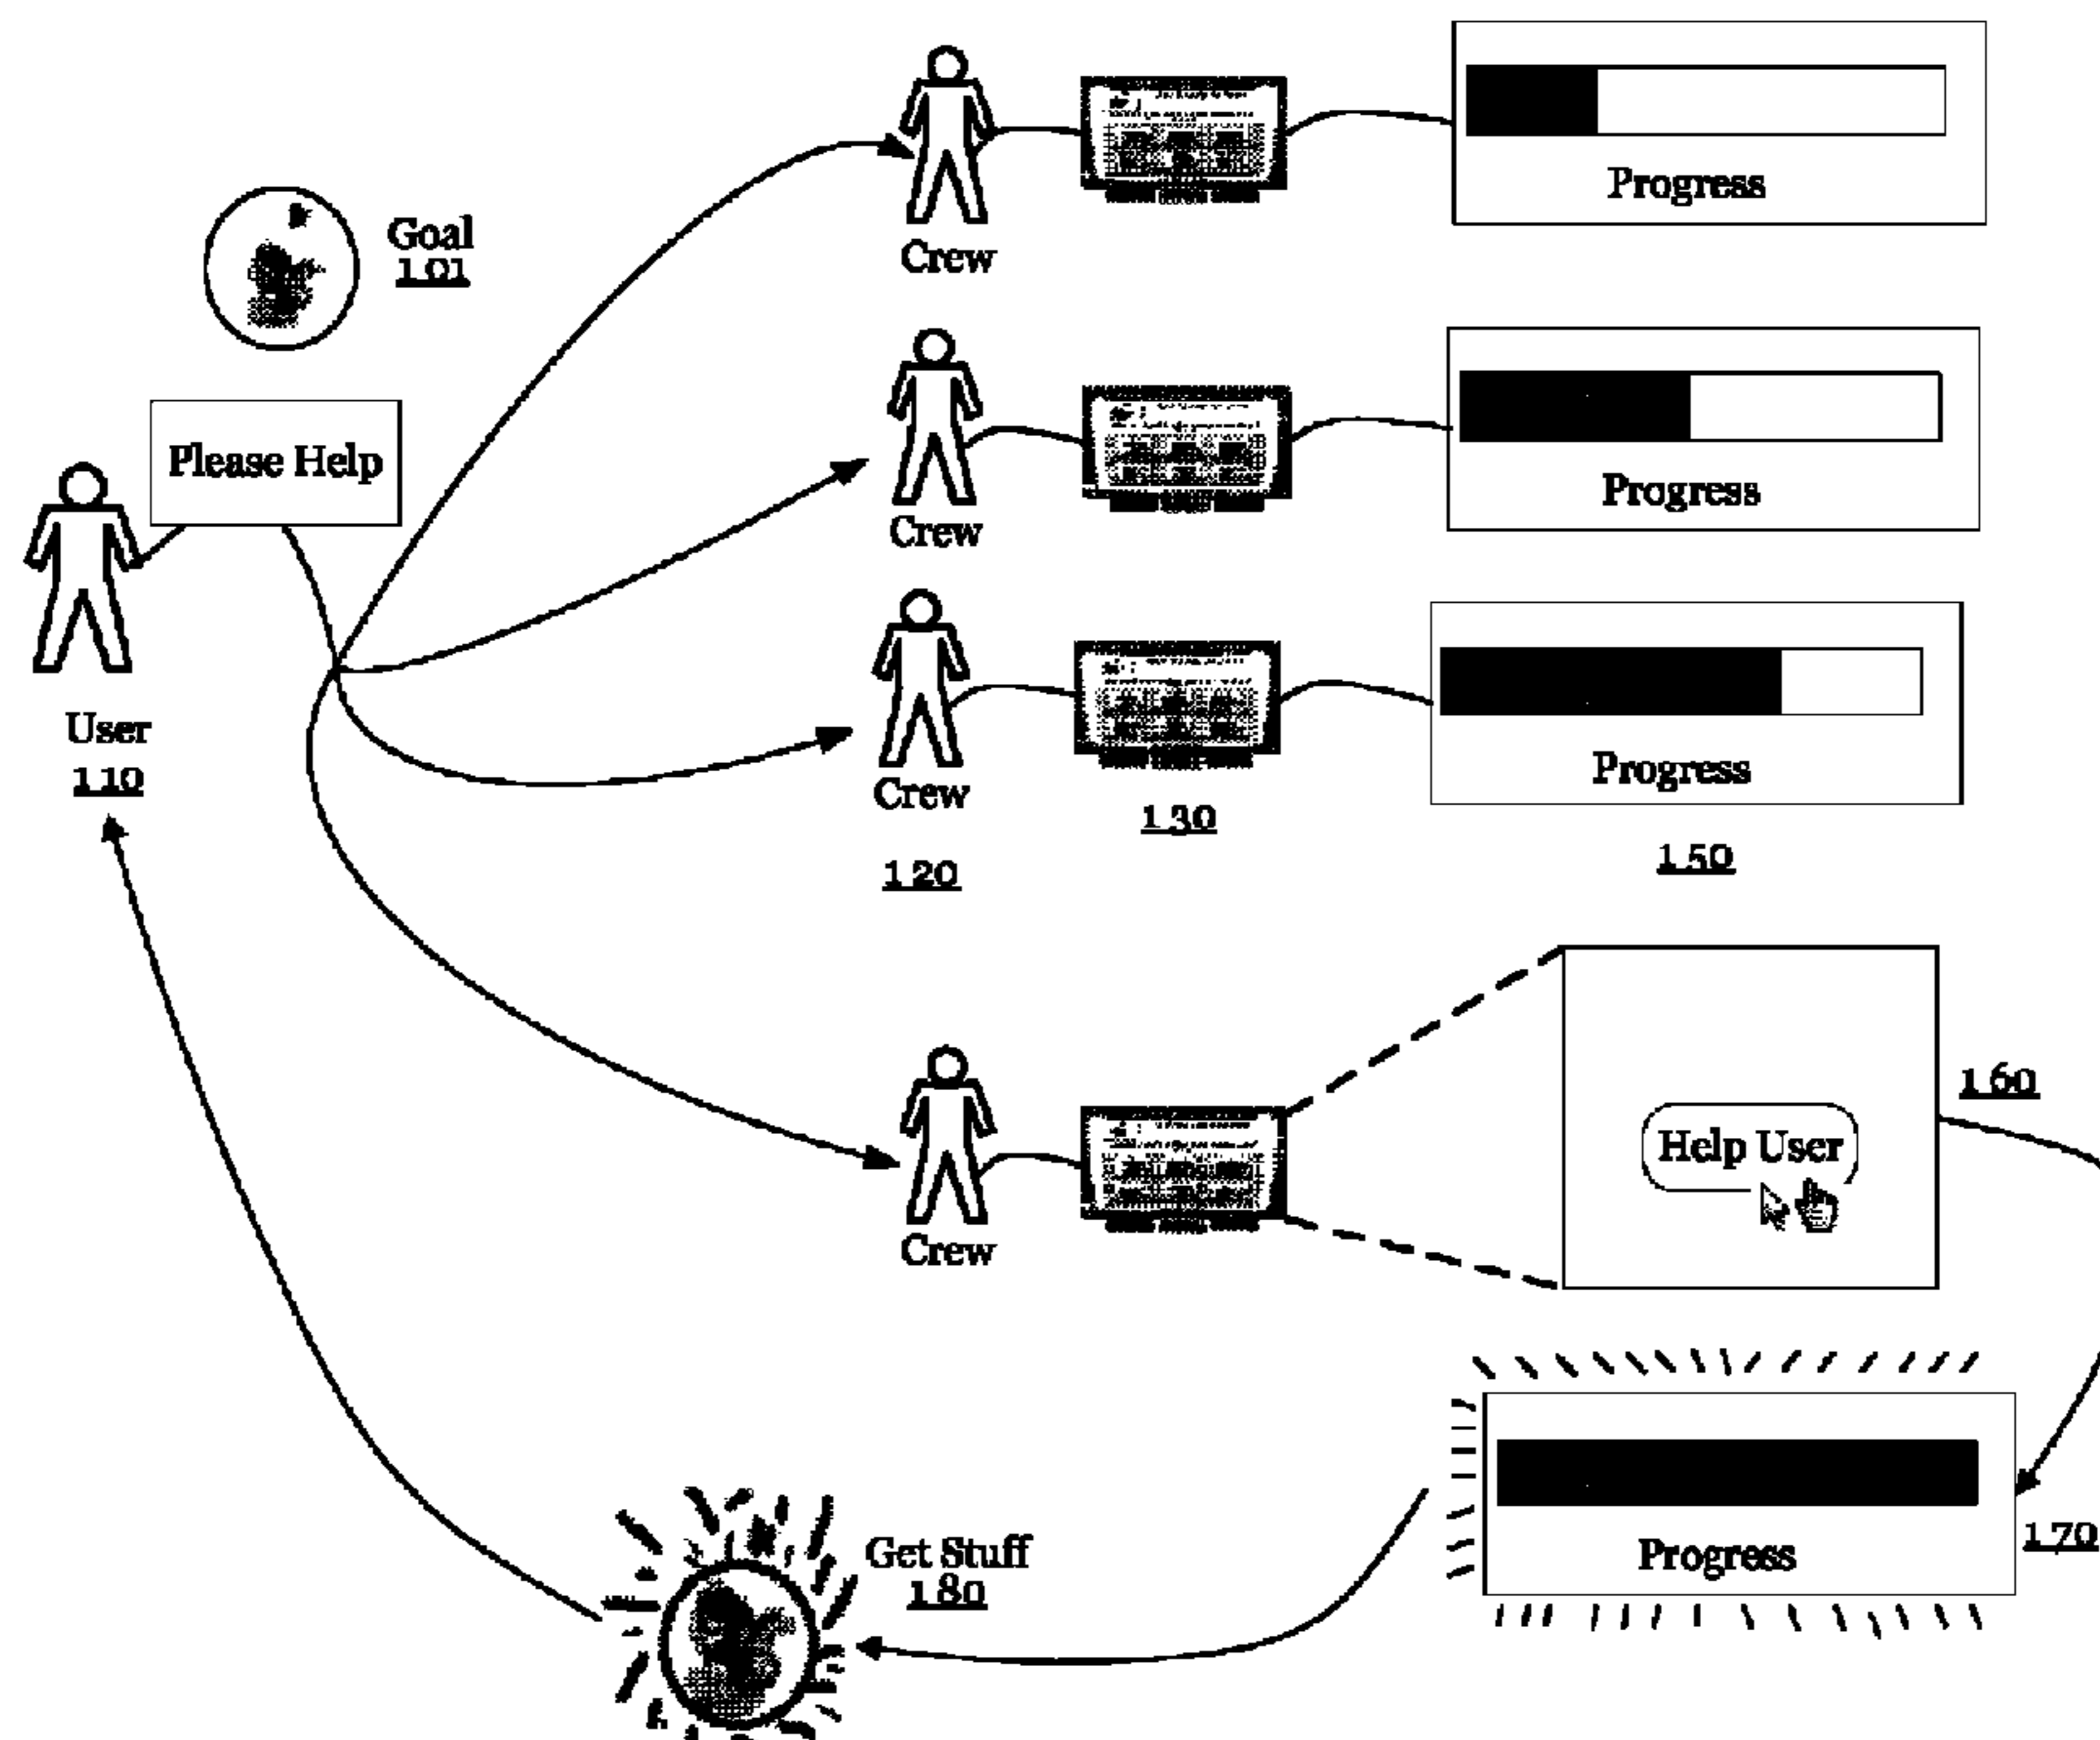 Progress
Crew
Goal
101
Please Help
Progress
Crew
User
110
Progress
Crew
130
150
120
160
Help User
Crew
Get Stuff
180
Progress
170